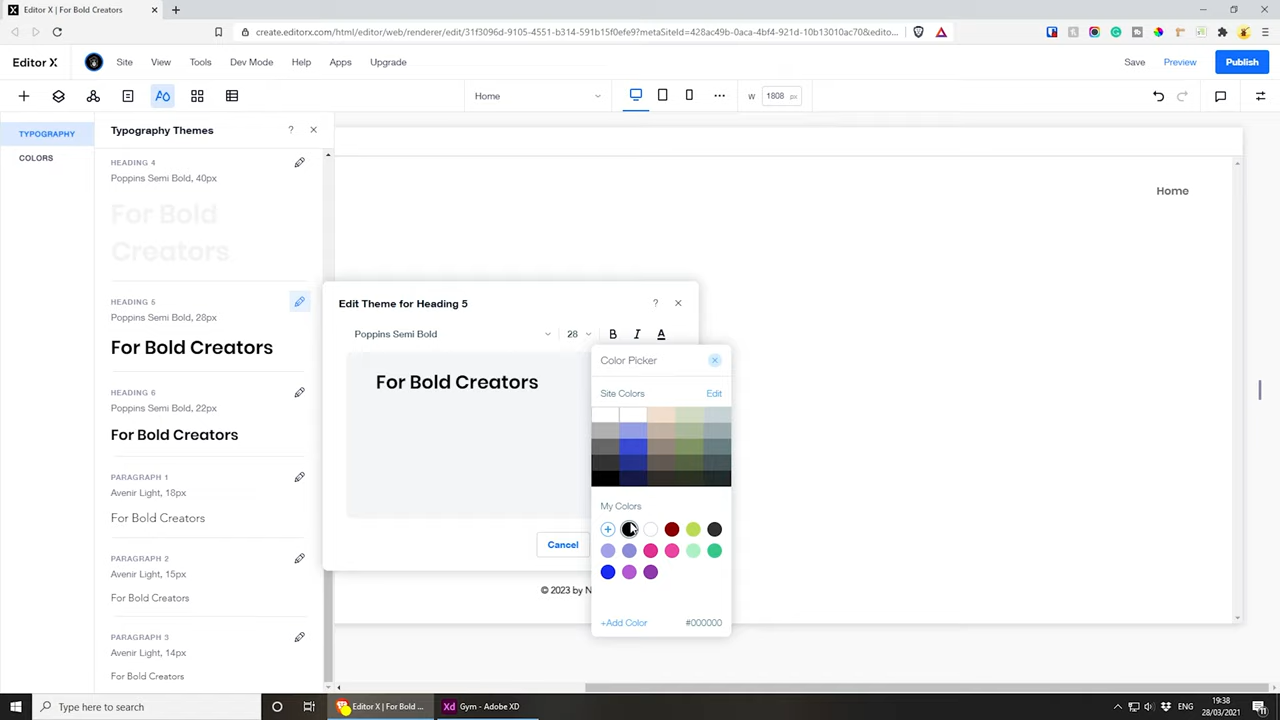 Editor X | For Bold Creators
create.editorx.com/html/editor/web/renderer/edit/31f3096d-9105-4551-b314-591b15f0efe9?metaSiteId=428ac49b-0aca-4bf4-921d-10b13010ac70&edito...
Editor X
Site
View
Tools
Dev Mode
Help
Apps
Upgrade
Save
Preview
Publish
Home
W
1808
px
TYPOGRAPHY
COLORS
Typography Themes
?
HEADING 4
Poppins Semi Bold, 40px
For Bold
Creators
HEADING 5
Poppins Semi Bold, 28px
For Bold Creators
HEADING 6
Poppins Semi Bold, 22px
For Bold Creators
PARAGRAPH 1
Avenir Light, 18px
For Bold Creators
PARAGRAPH 2
Avenir Light, 15px
For Bold Creators
PARAGRAPH 3
Avenir Light, 14px
For Bold Creators
Home
Edit Theme for Heading 5
?
Poppins Semi Bold
28
B
I
A
For Bold Creators
Cancel
Color Picker
Site Colors
Edit
My Colors
+Add Color
#000000
© 2023 by N
Type here to search
Editor X | For Bold ...
Gym - Adobe XD
ENG
19:38
28/03/2021